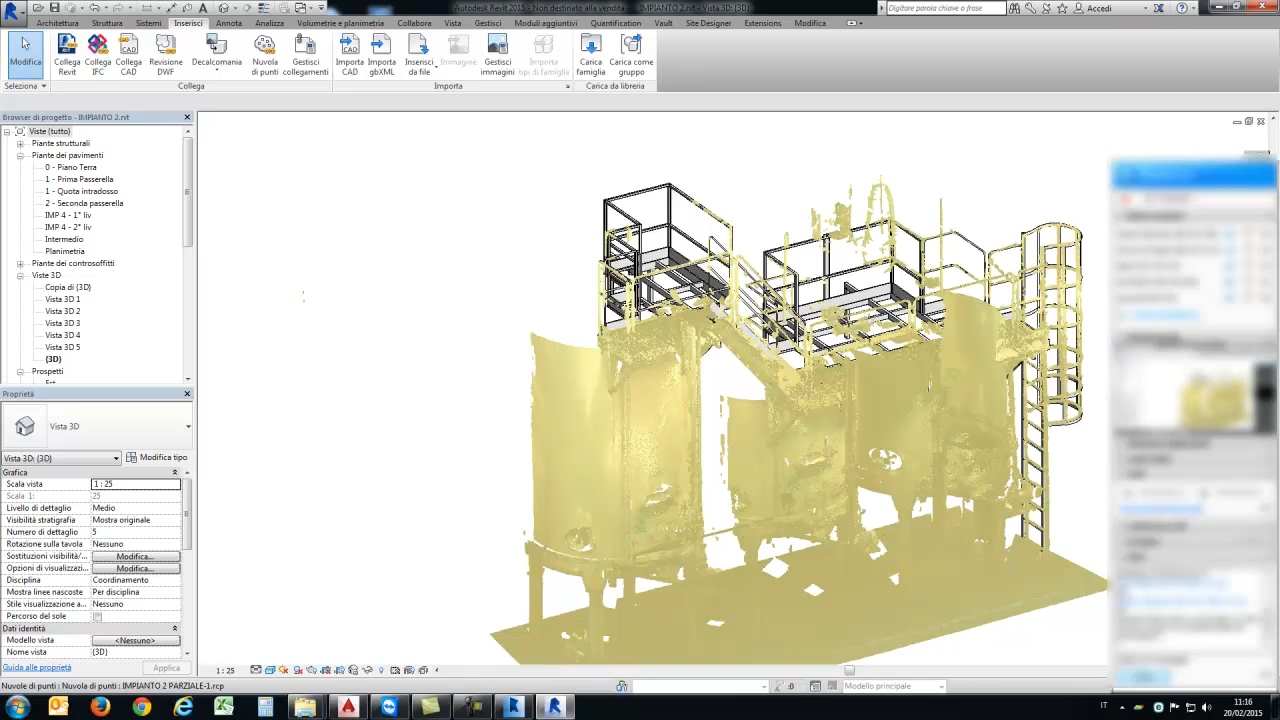 Autodesk Revit 2015 - Non destinato alla vendita - IMPIANTO 2.rvt - Vista 3D: {3D}
Digitare parola chiave o frase
Accedi
Architettura
Struttura
Sistemi
Inserisci
Annota
Analizza
Volumetrie e planimetria
Collabora
Vista
Gestisci
Moduli aggiuntivi
Quantification
Vault
Site Designer
Extensions
Modifica
Modifica
Collega Revit
Collega IFC
Collega CAD
Revisione DWF
Decalcomania
Nuvola di punti
Gestisci collegamenti
Importa CAD
Importa gbXML
Inserisci da file
Immagine
Gestisci immagini
Importa tipi di famiglia
Carica famiglia
Carica come gruppo
Seleziona
Collega
Importa
Carica da libreria
Browser di progetto - IMPIANTO 2.rvt
Viste (tutto)
Piante strutturali
Piante dei pavimenti
0 - Piano Terra
1 - Prima Passerella
1 - Quota intradosso
2 - Seconda passerella
IMP 4 - 1° liv
IMP 4 - 2° liv
Intermedio
Planimetria
Piante dei controsoffitti
Viste 3D
Copia di {3D}
Vista 3D 1
Vista 3D 2
Vista 3D 3
Vista 3D 4
Vista 3D 5
{3D}
Prospetti
Est
Proprietà
Vista 3D
Vista 3D: {3D}
Modifica tipo
Grafica
Scala vista 1 : 25
Scala 1: 25
Livello di dettaglio Medio
Visibilità stratigrafia Mostra originale
Numero di dettaglio 5
Rotazione sulla tavola Nessuno
Sostituzioni visibilità/... Modifica...
Opzioni di visualizzazi... Modifica...
Disciplina Coordinamento
Mostra linee nascoste Per disciplina
Stile visualizzazione a... Nessuno
Percorso del sole
Dati identità
Modello vista <Nessuno>
Nome vista {3D}
Guida alle proprietà
Applica
1 : 25
Nuvole di punti : Nuvola di punti : IMPIANTO 2 PARZIALE-1.rcp
:0
Modello principale
IT
11:16
20/02/2015